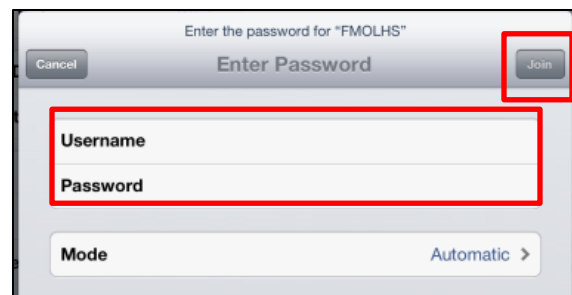 Enter the password for "FMOLHS"
Cancel Enter Password Join
Username
Password
Mode Automatic